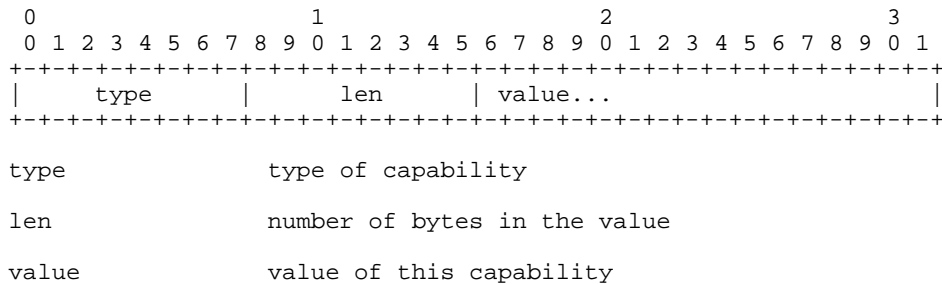 0                   1                   2                   3
 0 1 2 3 4 5 6 7 8 9 0 1 2 3 4 5 6 7 8 9 0 1 2 3 4 5 6 7 8 9 0 1
+-+-+-+-+-+-+-+-+-+-+-+-+-+-+-+-+-+-+-+-+-+-+-+-+-+-+-+-+-+-+-+-+
|     type      |      len      | value...                      |
+-+-+-+-+-+-+-+-+-+-+-+-+-+-+-+-+-+-+-+-+-+-+-+-+-+-+-+-+-+-+-+-+
type              type of capability
len               number of bytes in the value
value             value of this capability